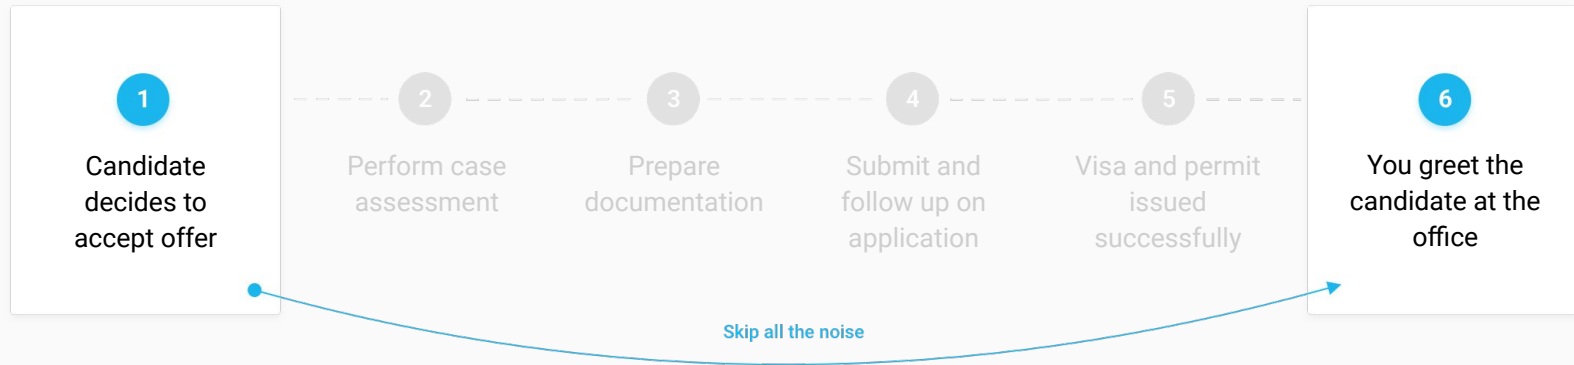 1
Candidate
decides to
accept offer
2
Perform case
assessment
3
Prepare
documentation
4
Submit and
follow up on
application
5
Visa and permit
issued
successfully
6
You greet the
candidate at the
office
Skip all the noise